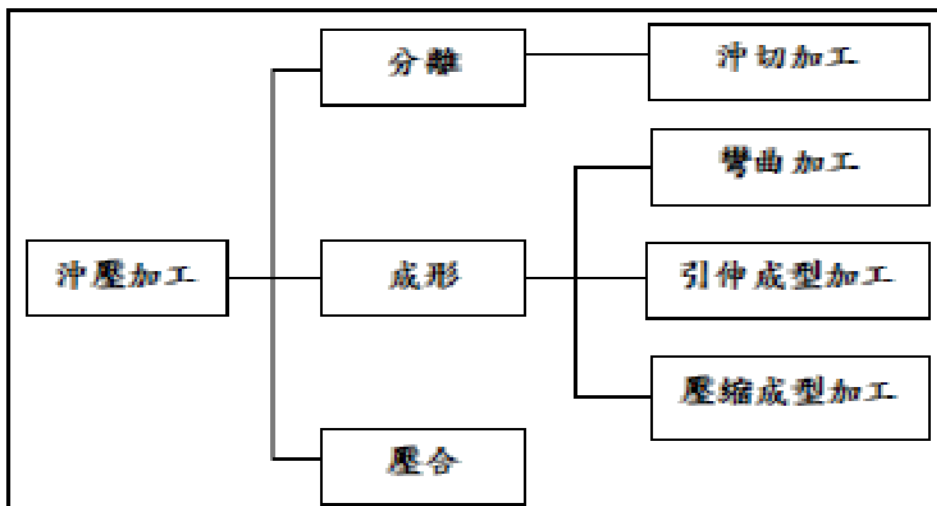 分離
沖切加工
彎曲加工
沖壓加工
成形
引伸成型加工
壓縮成型加工
壓合